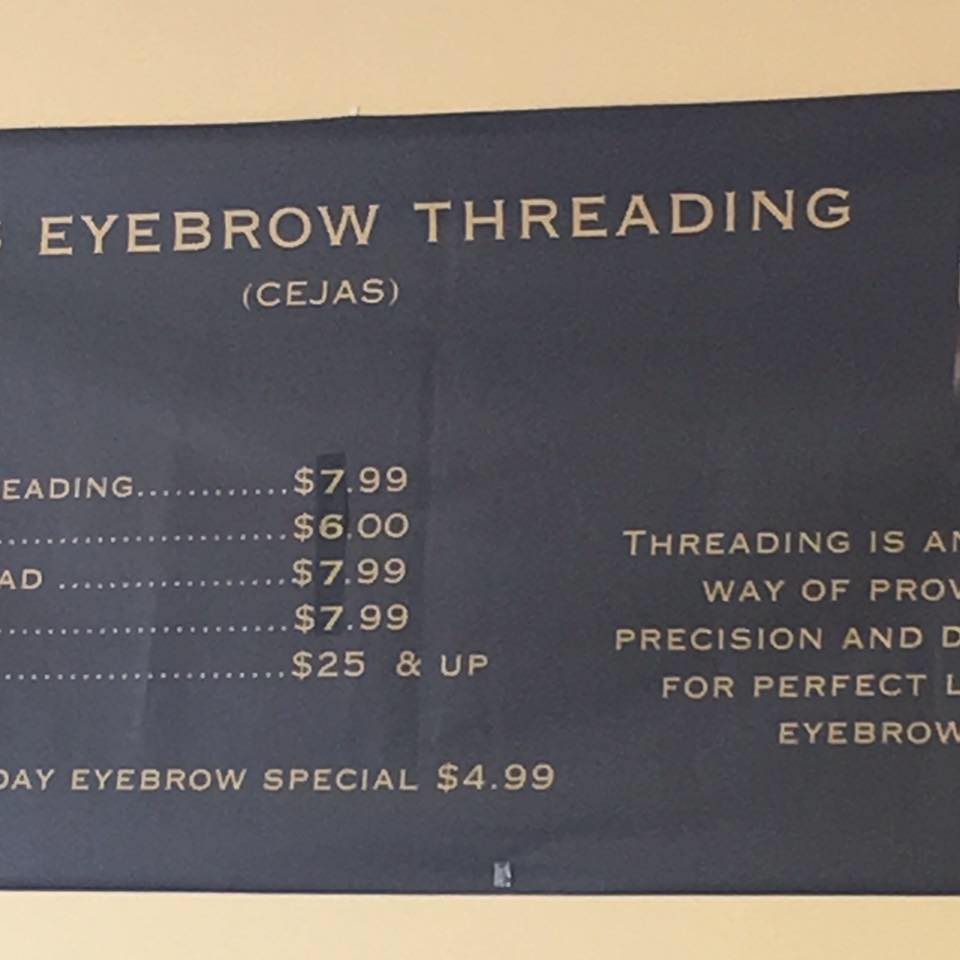 EYEBROW THREADING
(CEJAS)
EADING............$7.99
......................$6.00
AD ..................$7.99
......................$7.99
......................$25 & UP
DAY EYEBROW SPECIAL $4.99
THREADING IS AN
WAY OF PROV
PRECISION AND D
FOR PERFECT L
EYEBROW